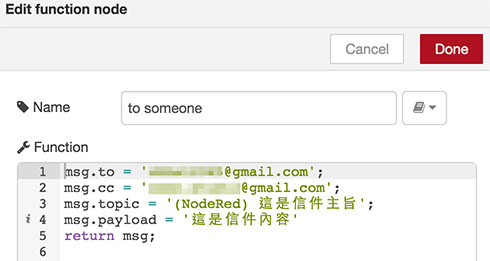 Edit function node
Cancel
Done
Name
to someone
Function
1 msg.to = '@gmail.com';
2 msg.cc = '@gmail.com';
3 msg.topic = '(NodeRed) 這是信件主旨';
i 4 msg.payload = '這是信件內容'
5 return msg;
6